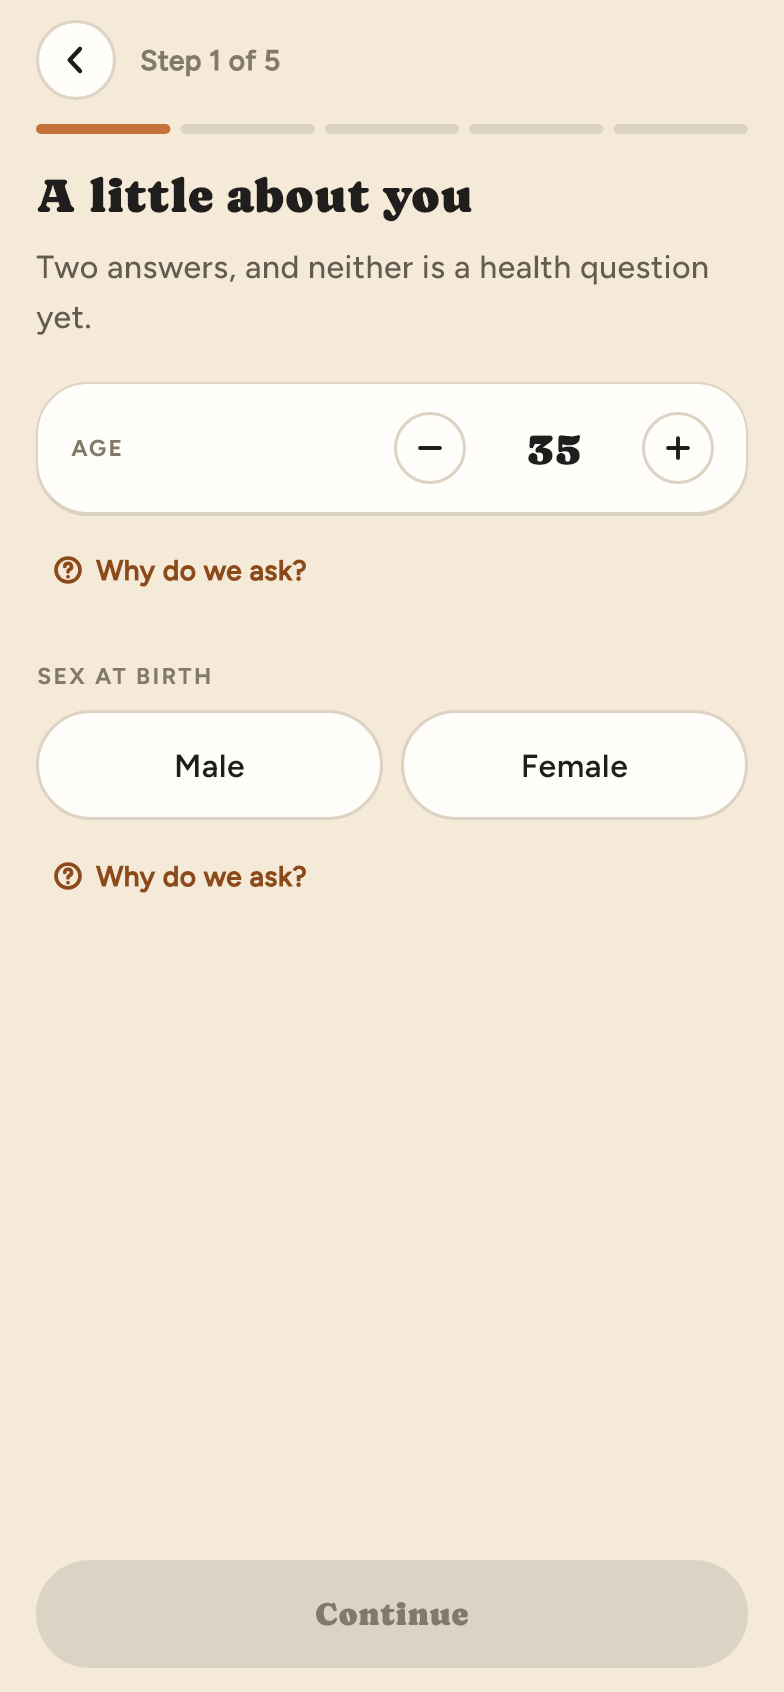 Step 1 of 5
A little about you
Two answers, and neither is a health question
yet.
AGE
35
Why do we ask?
SEX AT BIRTH
Male
Female
Why do we ask?
Continue